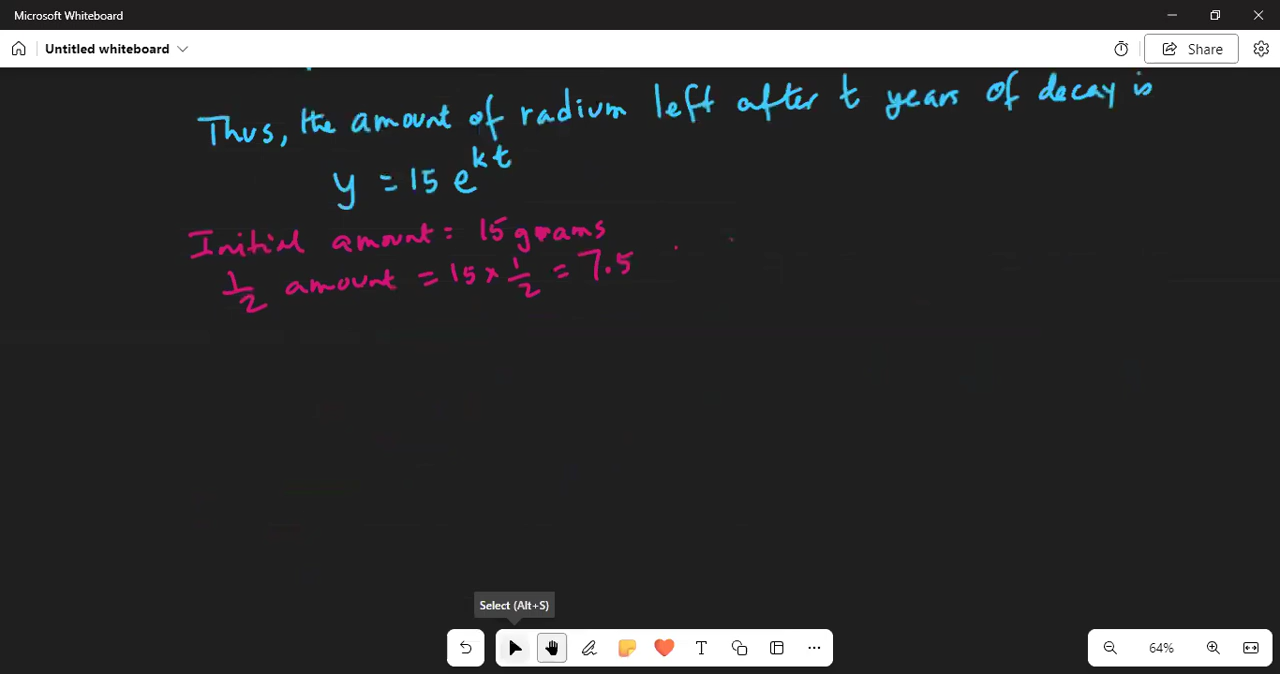 Microsoft Whiteboard
Untitled whiteboard
Share
Thus, the amount of radium left after t years of decay is
y = 15 e^{kt}
Initial amount = 15 grams
1/2 amount = 15 × 1/2 = 7.5
Select (Alt+S)
64%